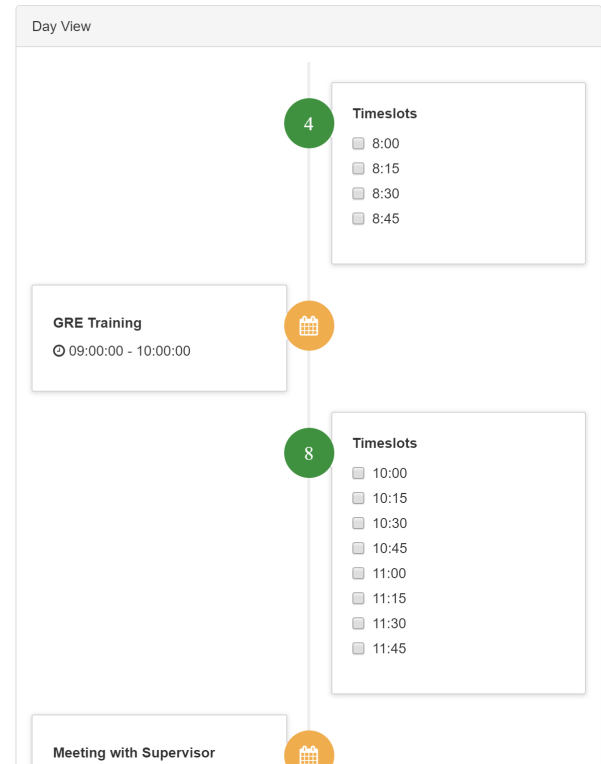 Day View
4
Timeslots
8:00
8:15
8:30
8:45
GRE Training
09:00:00 - 10:00:00
8
Timeslots
10:00
10:15
10:30
10:45
11:00
11:15
11:30
11:45
Meeting with Supervisor